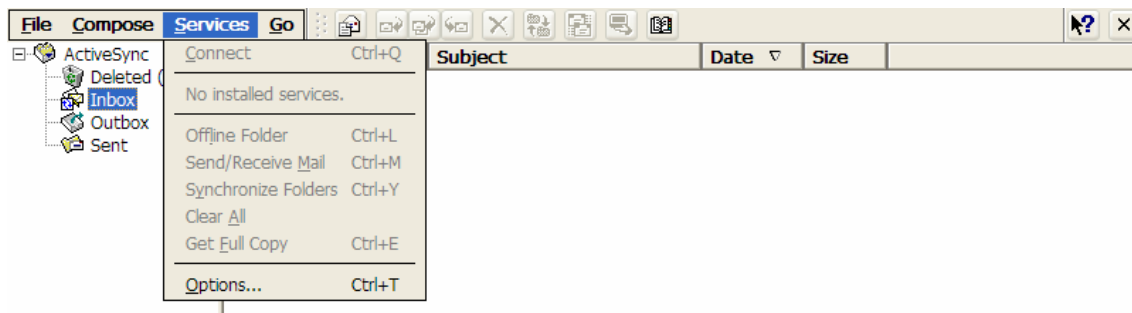 File Compose Services Go ?
ActiveSync
Deleted (
Inbox
Outbox
Sent
Connect Ctrl+Q
No installed services.
Offline Folder Ctrl+L
Send/Receive Mail Ctrl+M
Synchronize Folders Ctrl+Y
Clear All
Get Full Copy Ctrl+E
Options... Ctrl+T
Subject Date Size